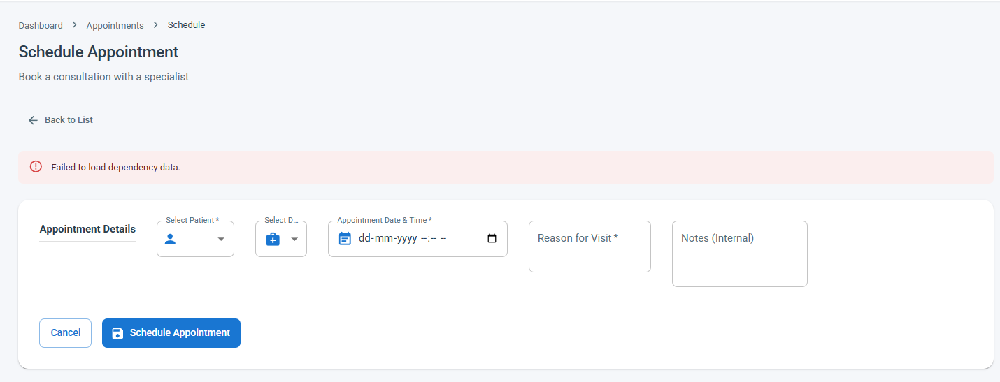 Dashboard > Appointments > Schedule
Schedule Appointment
Book a consultation with a specialist
Back to List
Failed to load dependency data.
Appointment Details
Select Patient *
Select D...
Appointment Date & Time *
dd-mm-yyyy --:-- --
Reason for Visit *
Notes (Internal)
Cancel
Schedule Appointment